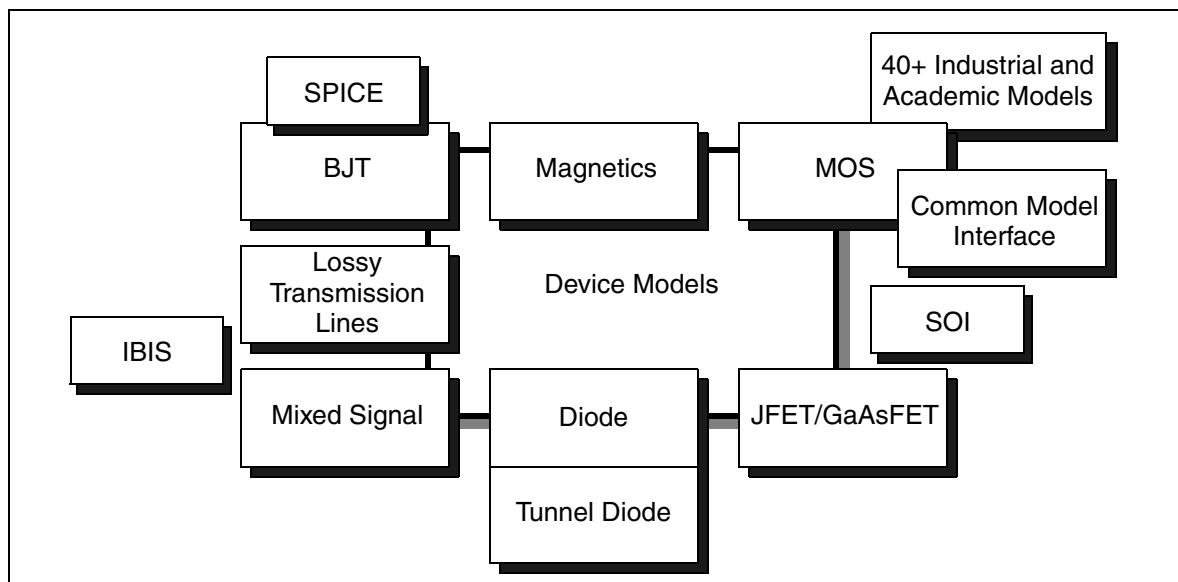 SPICE
40+ Industrial and
Academic Models
BJT
Magnetics
MOS
Common Model
Interface
Lossy
Transmission
Lines
Device Models
SOI
IBIS
Mixed Signal
Diode
JFET/GaAsFET
Tunnel Diode